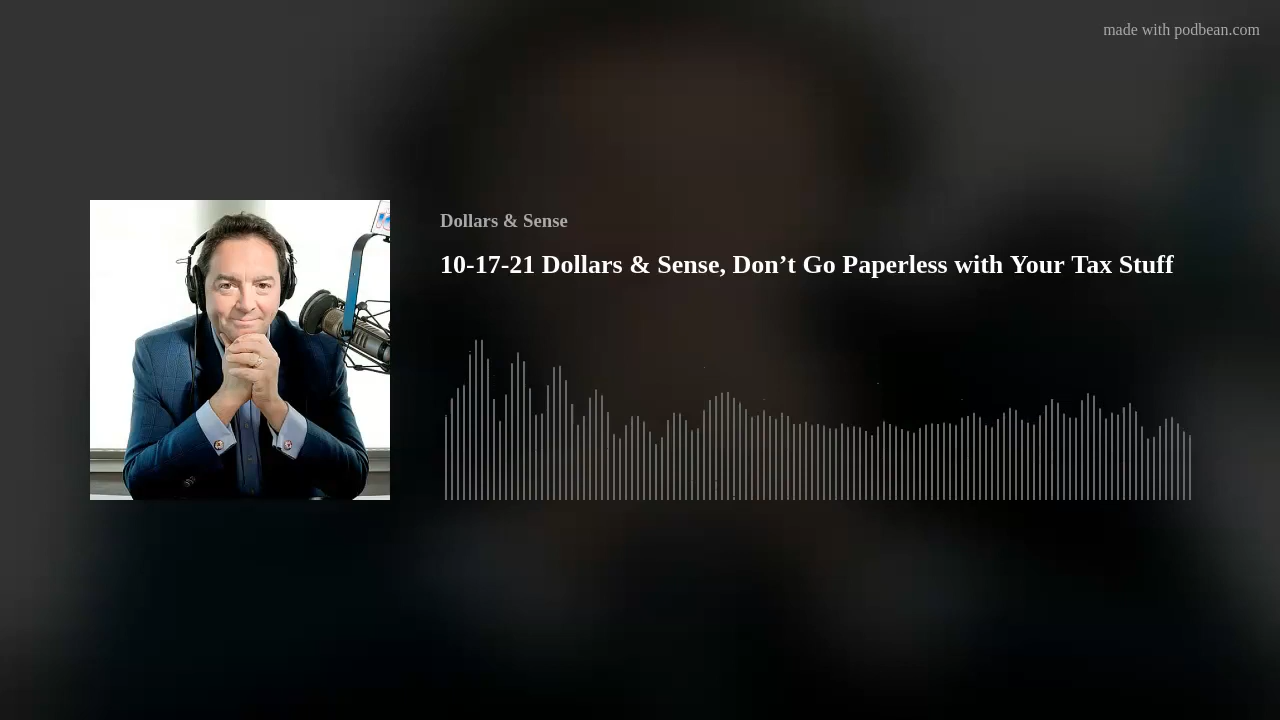 made with podbean.com
Dollars & Sense
10-17-21 Dollars & Sense, Don’t Go Paperless with Your Tax Stuff